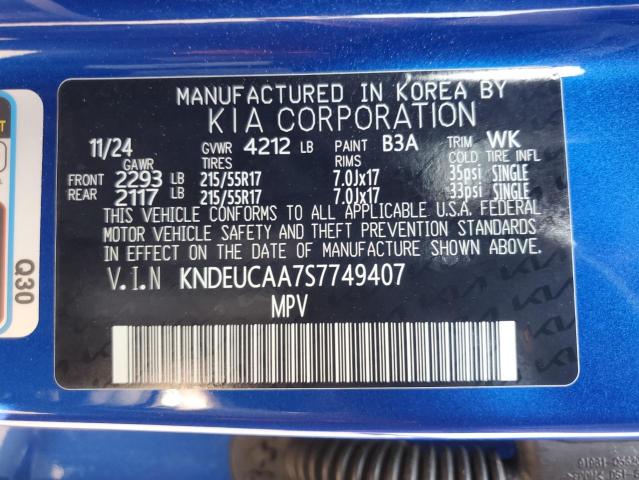 MANUFACTURED IN KOREA BY
KIA CORPORATION
11/24 GVWR 4212 LB PAINT B3A TRIM WK
GAWR TIRES RIMS COLD TIRE INFL
FRONT 2293 LB 215/55R17 7.0Jx17 35psi SINGLE
REAR 2117 LB 215/55R17 7.0Jx17 33psi SINGLE
THIS VEHICLE CONFORMS TO ALL APPLICABLE U.S.A. FEDERAL
MOTOR VEHICLE SAFETY AND THEFT PREVENTION STANDARDS
IN EFFECT ON THE DATE OF MANUFACTURE SHOWN ABOVE.
V.I.N KNDEUCAA7S7749407
MPV
Q30